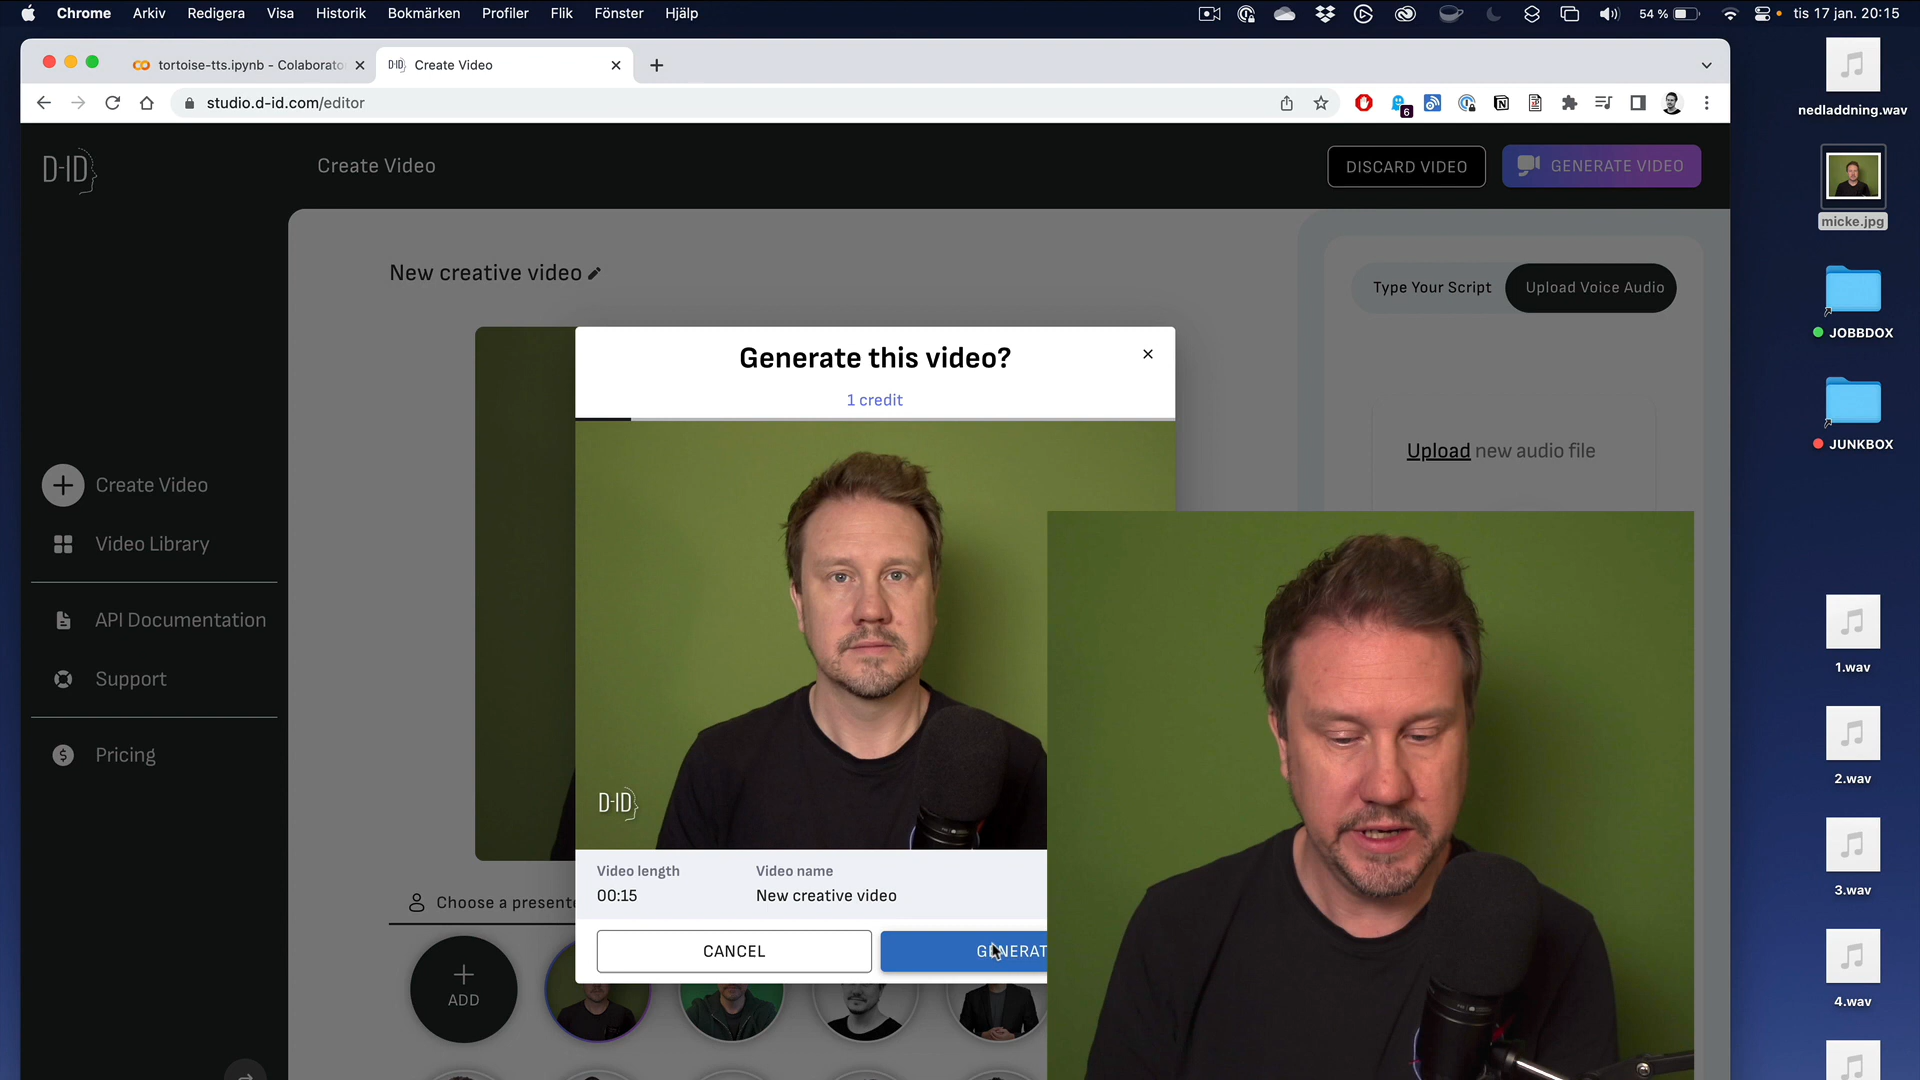 Chrome Arkiv Redigera Visa Historik Bokmärken Profiler Flik Fönster Hjälp
54 % tis 17 jan. 20:15
tortoise-tts.ipynb - Colaborato
Create Video
studio.d-id.com/editor
6
D-ID
Create Video
DISCARD VIDEO
GENERATE VIDEO
New creative video
Type Your Script
Upload Voice Audio
Generate this video?
1 credit
Upload new audio file
Create Video
Video Library
API Documentation
Support
Pricing
D-ID
Video length
00:15
Video name
New creative video
Choose a presente
CANCEL
GENERAT
ADD
nedladdning.wav
micke.jpg
JOBBDOX
JUNKBOX
1.wav
2.wav
3.wav
4.wav